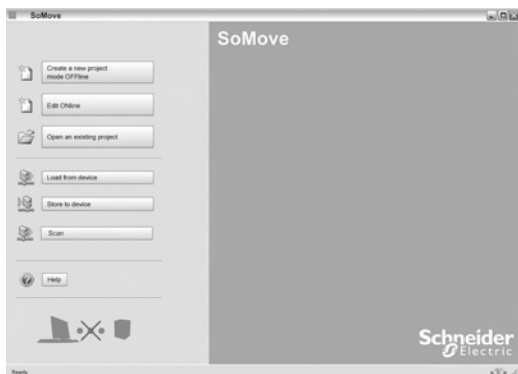 SoMove
SoMove
Create a new project
mode OFFline
Edit ONline
Open an existing project
Load from device
Store to device
Scan
Help
Schneider
Electric
Ready